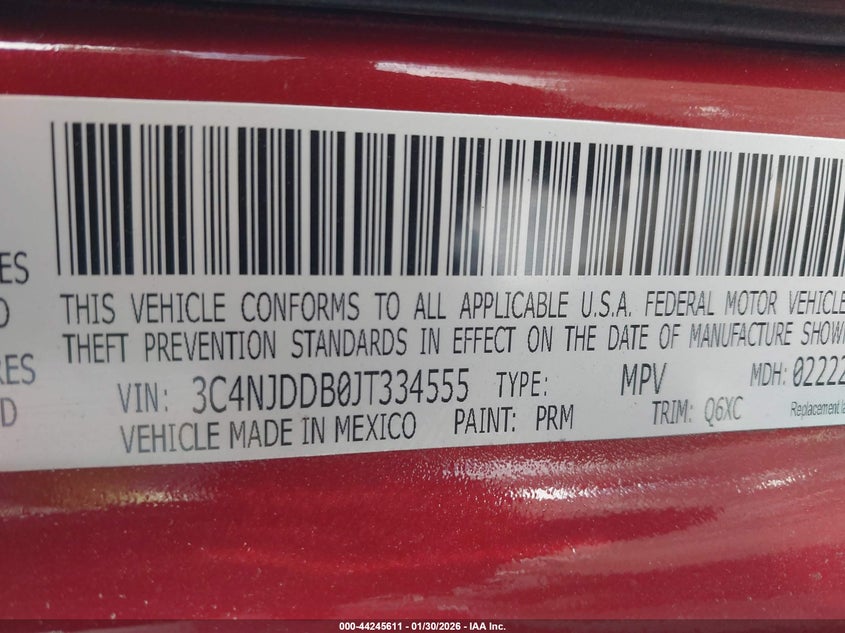 THIS VEHICLE CONFORMS TO ALL APPLICABLE U.S.A. FEDERAL MOTOR VEHICLE
THEFT PREVENTION STANDARDS IN EFFECT ON THE DATE OF MANUFACTURE SHOWN
VIN: 3C4NJDDB0JT334555 TYPE: MPV MDH: 02222
VEHICLE MADE IN MEXICO PAINT: PRM TRIM: Q6XC Replacement
000-44245611 - 01/30/2026 - IAA Inc.